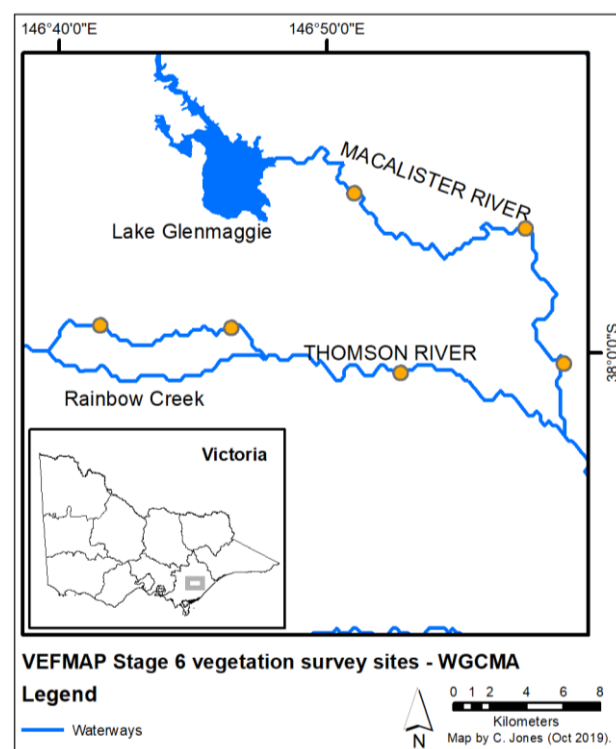 146°40'0"E
146°50'0"E
MACALISTER RIVER
Lake Glenmaggie
38°0'0"S
THOMSON RIVER
Rainbow Creek
Victoria
VEFMAP Stage 6 vegetation survey sites - WGCMA
Legend
Waterways
0 1 2 4 6 8
Kilometers
N
Map by C. Jones (Oct 2019).